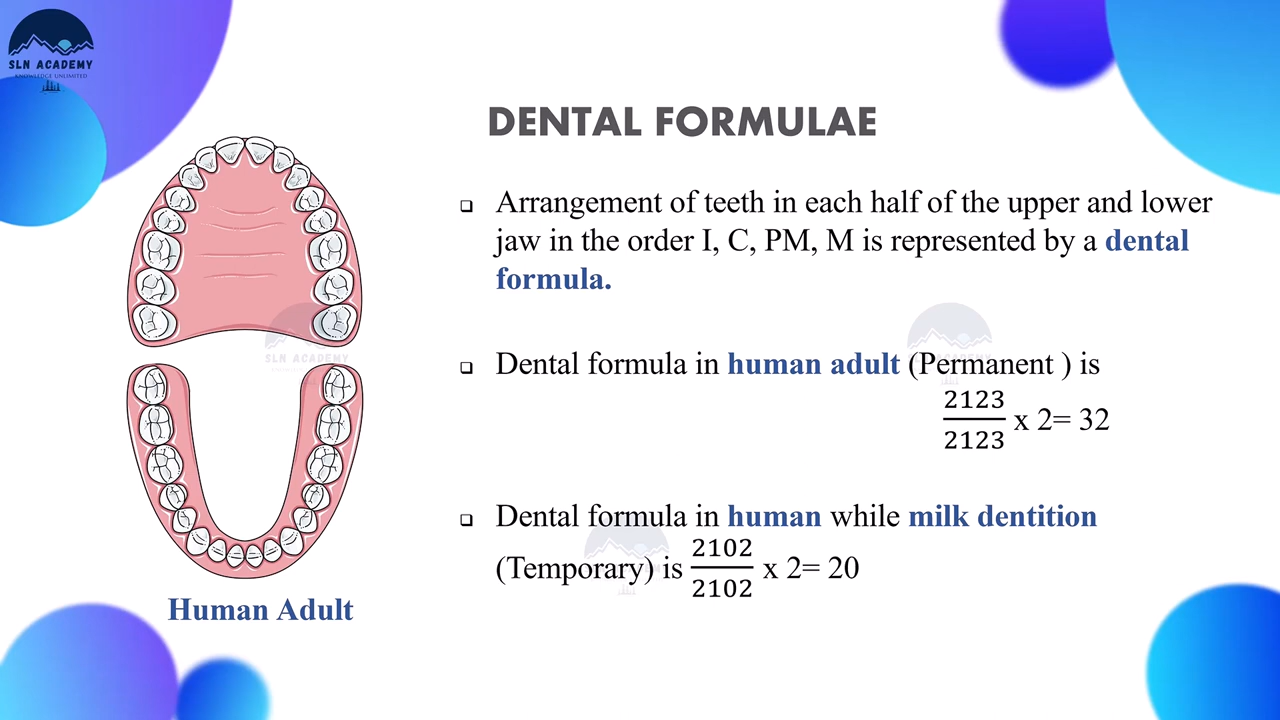 SLN ACADEMY
KNOWLEDGE UNLIMITED
DENTAL FORMULAE
Arrangement of teeth in each half of the upper and lower
jaw in the order I, C, PM, M is represented by a dental
formula.
SLN ACADEMY
Dental formula in human adult (Permanent ) is
2123
2123
x 2= 32
Dental formula in human while milk dentition
(Temporary) is
2102
2102
x 2= 20
Human Adult